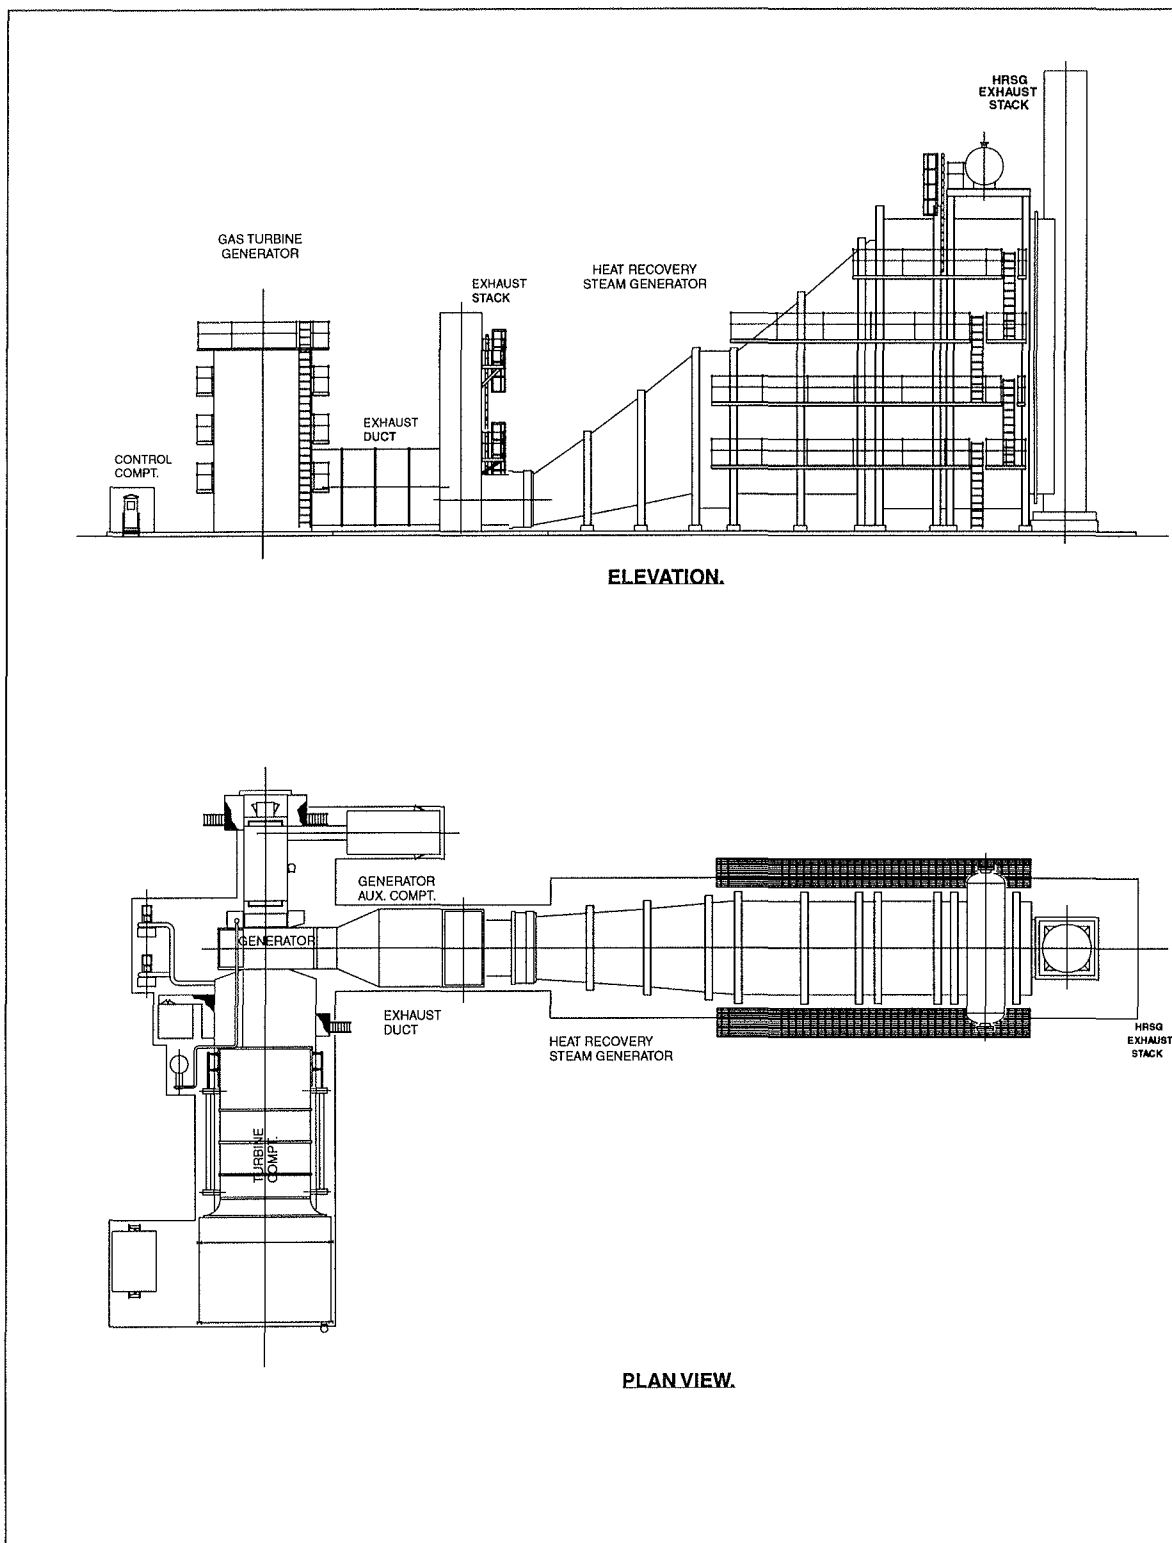 HRSG
EXHAUST
STACK
GAS TURBINE
GENERATOR
EXHAUST
STACK
HEAT RECOVERY
STEAM GENERATOR
EXHAUST
DUCT
CONTROL
COMPT.
ELEVATION.
GENERATOR
AUX. COMPT.
GENERATOR
EXHAUST
DUCT
HEAT RECOVERY
STEAM GENERATOR
HRSG
EXHAUST
STACK
TURBINE
COMPT.
PLAN VIEW.